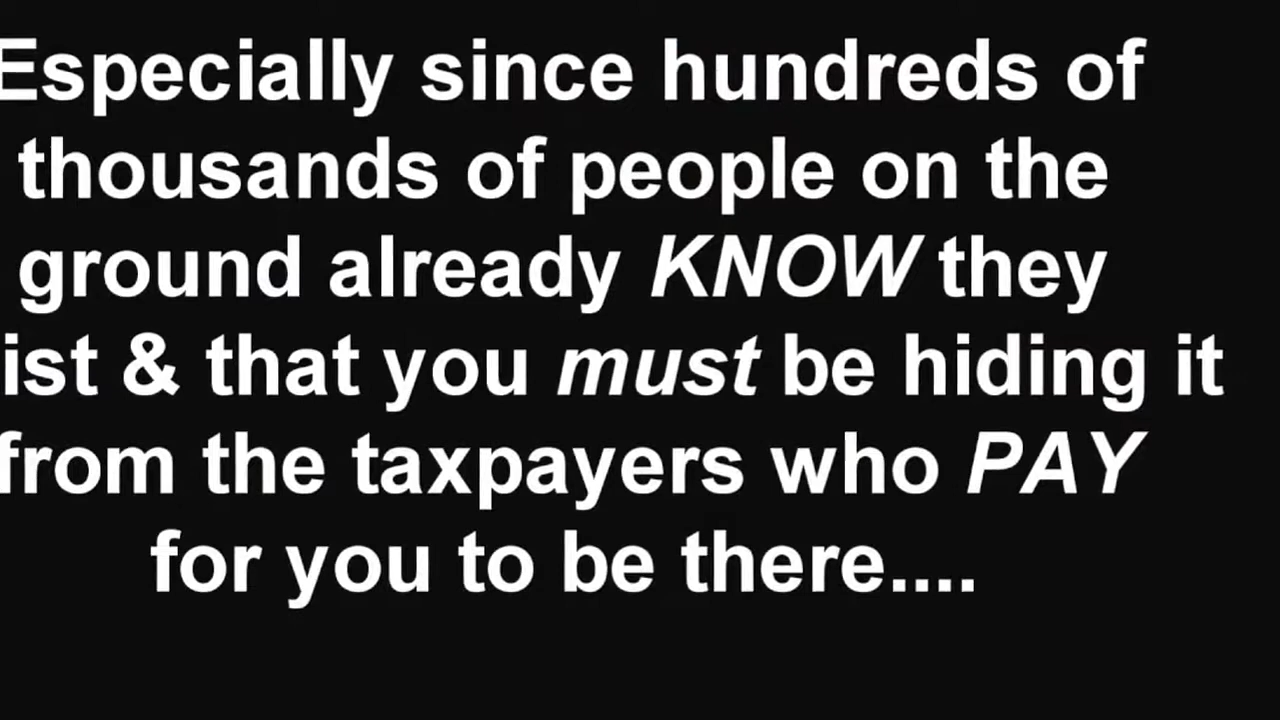 Especially since hundreds of
thousands of people on the
ground already KNOW they
ist & that you must be hiding it
from the taxpayers who PAY
for you to be there....